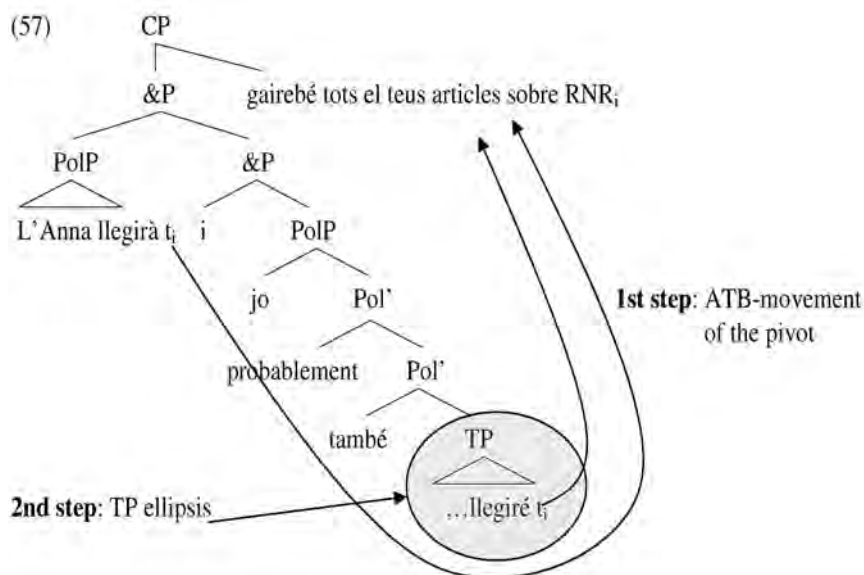 (57)
CP
&P gairebé tots el teus articles sobre RNRi
PolP &P
L'Anna llegirà ti i PolP
jo Pol'
1st step: ATB-movement
of the pivot
probablement Pol'
també TP
2nd step: TP ellipsis
…llegiré ti